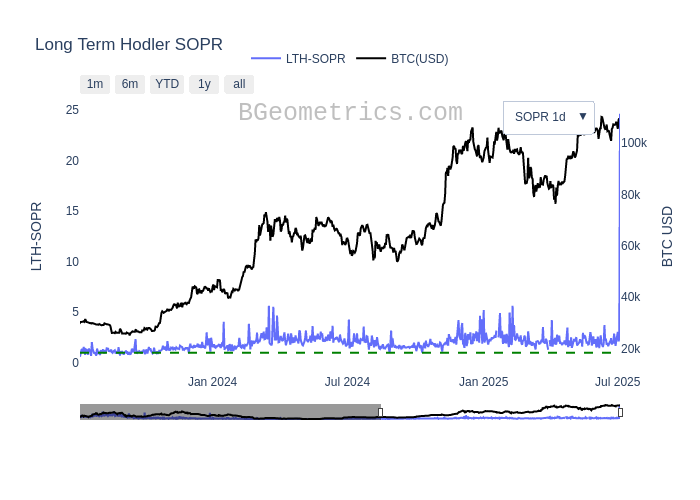 Long Term Hodler SOPR
LTH-SOPR BTC(USD)
1m 6m YTD 1y all
BGeometrics.com
SOPR 1d ▼
25
20
15
10
5
0
LTH-SOPR
100k
80k
60k
40k
20k
BTC USD
Jan 2024 Jul 2024 Jan 2025 Jul 2025